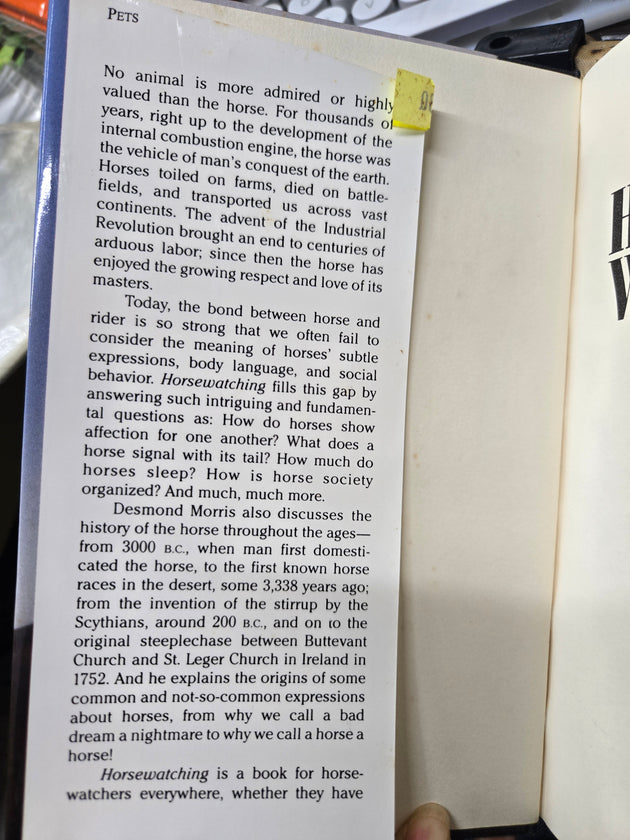 PETS
No animal is more admired or highly
valued than the horse. For thousands of
years, right up to the development of the
internal combustion engine, the horse was
the vehicle of man's conquest of the earth.
Horses toiled on farms, died on battle-
fields, and transported us across vast
continents. The advent of the Industrial
Revolution brought an end to centuries of
arduous labor; since then the horse has
enjoyed the growing respect and love of its
masters.
Today, the bond between horse and
rider is so strong that we often fail to
consider the meaning of horses' subtle
expressions, body language, and social
behavior. Horsewatching fills this gap by
answering such intriguing and fundamen-
tal questions as: How do horses show
affection for one another? What does a
horse signal with its tail? How much do
horses sleep? How is horse society
organized? And much, much more.
Desmond Morris also discusses the
history of the horse throughout the ages—
from 3000 B.C., when man first domesti-
cated the horse, to the first known horse
races in the desert, some 3,338 years ago;
from the invention of the stirrup by the
Scythians, around 200 B.C., and on to the
original steeplechase between Buttevant
Church and St. Leger Church in Ireland in
1752. And he explains the origins of some
common and not-so-common expressions
about horses, from why we call a bad
dream a nightmare to why we call a horse a
horse!
Horsewatching is a book for horse-
watchers everywhere, whether they have